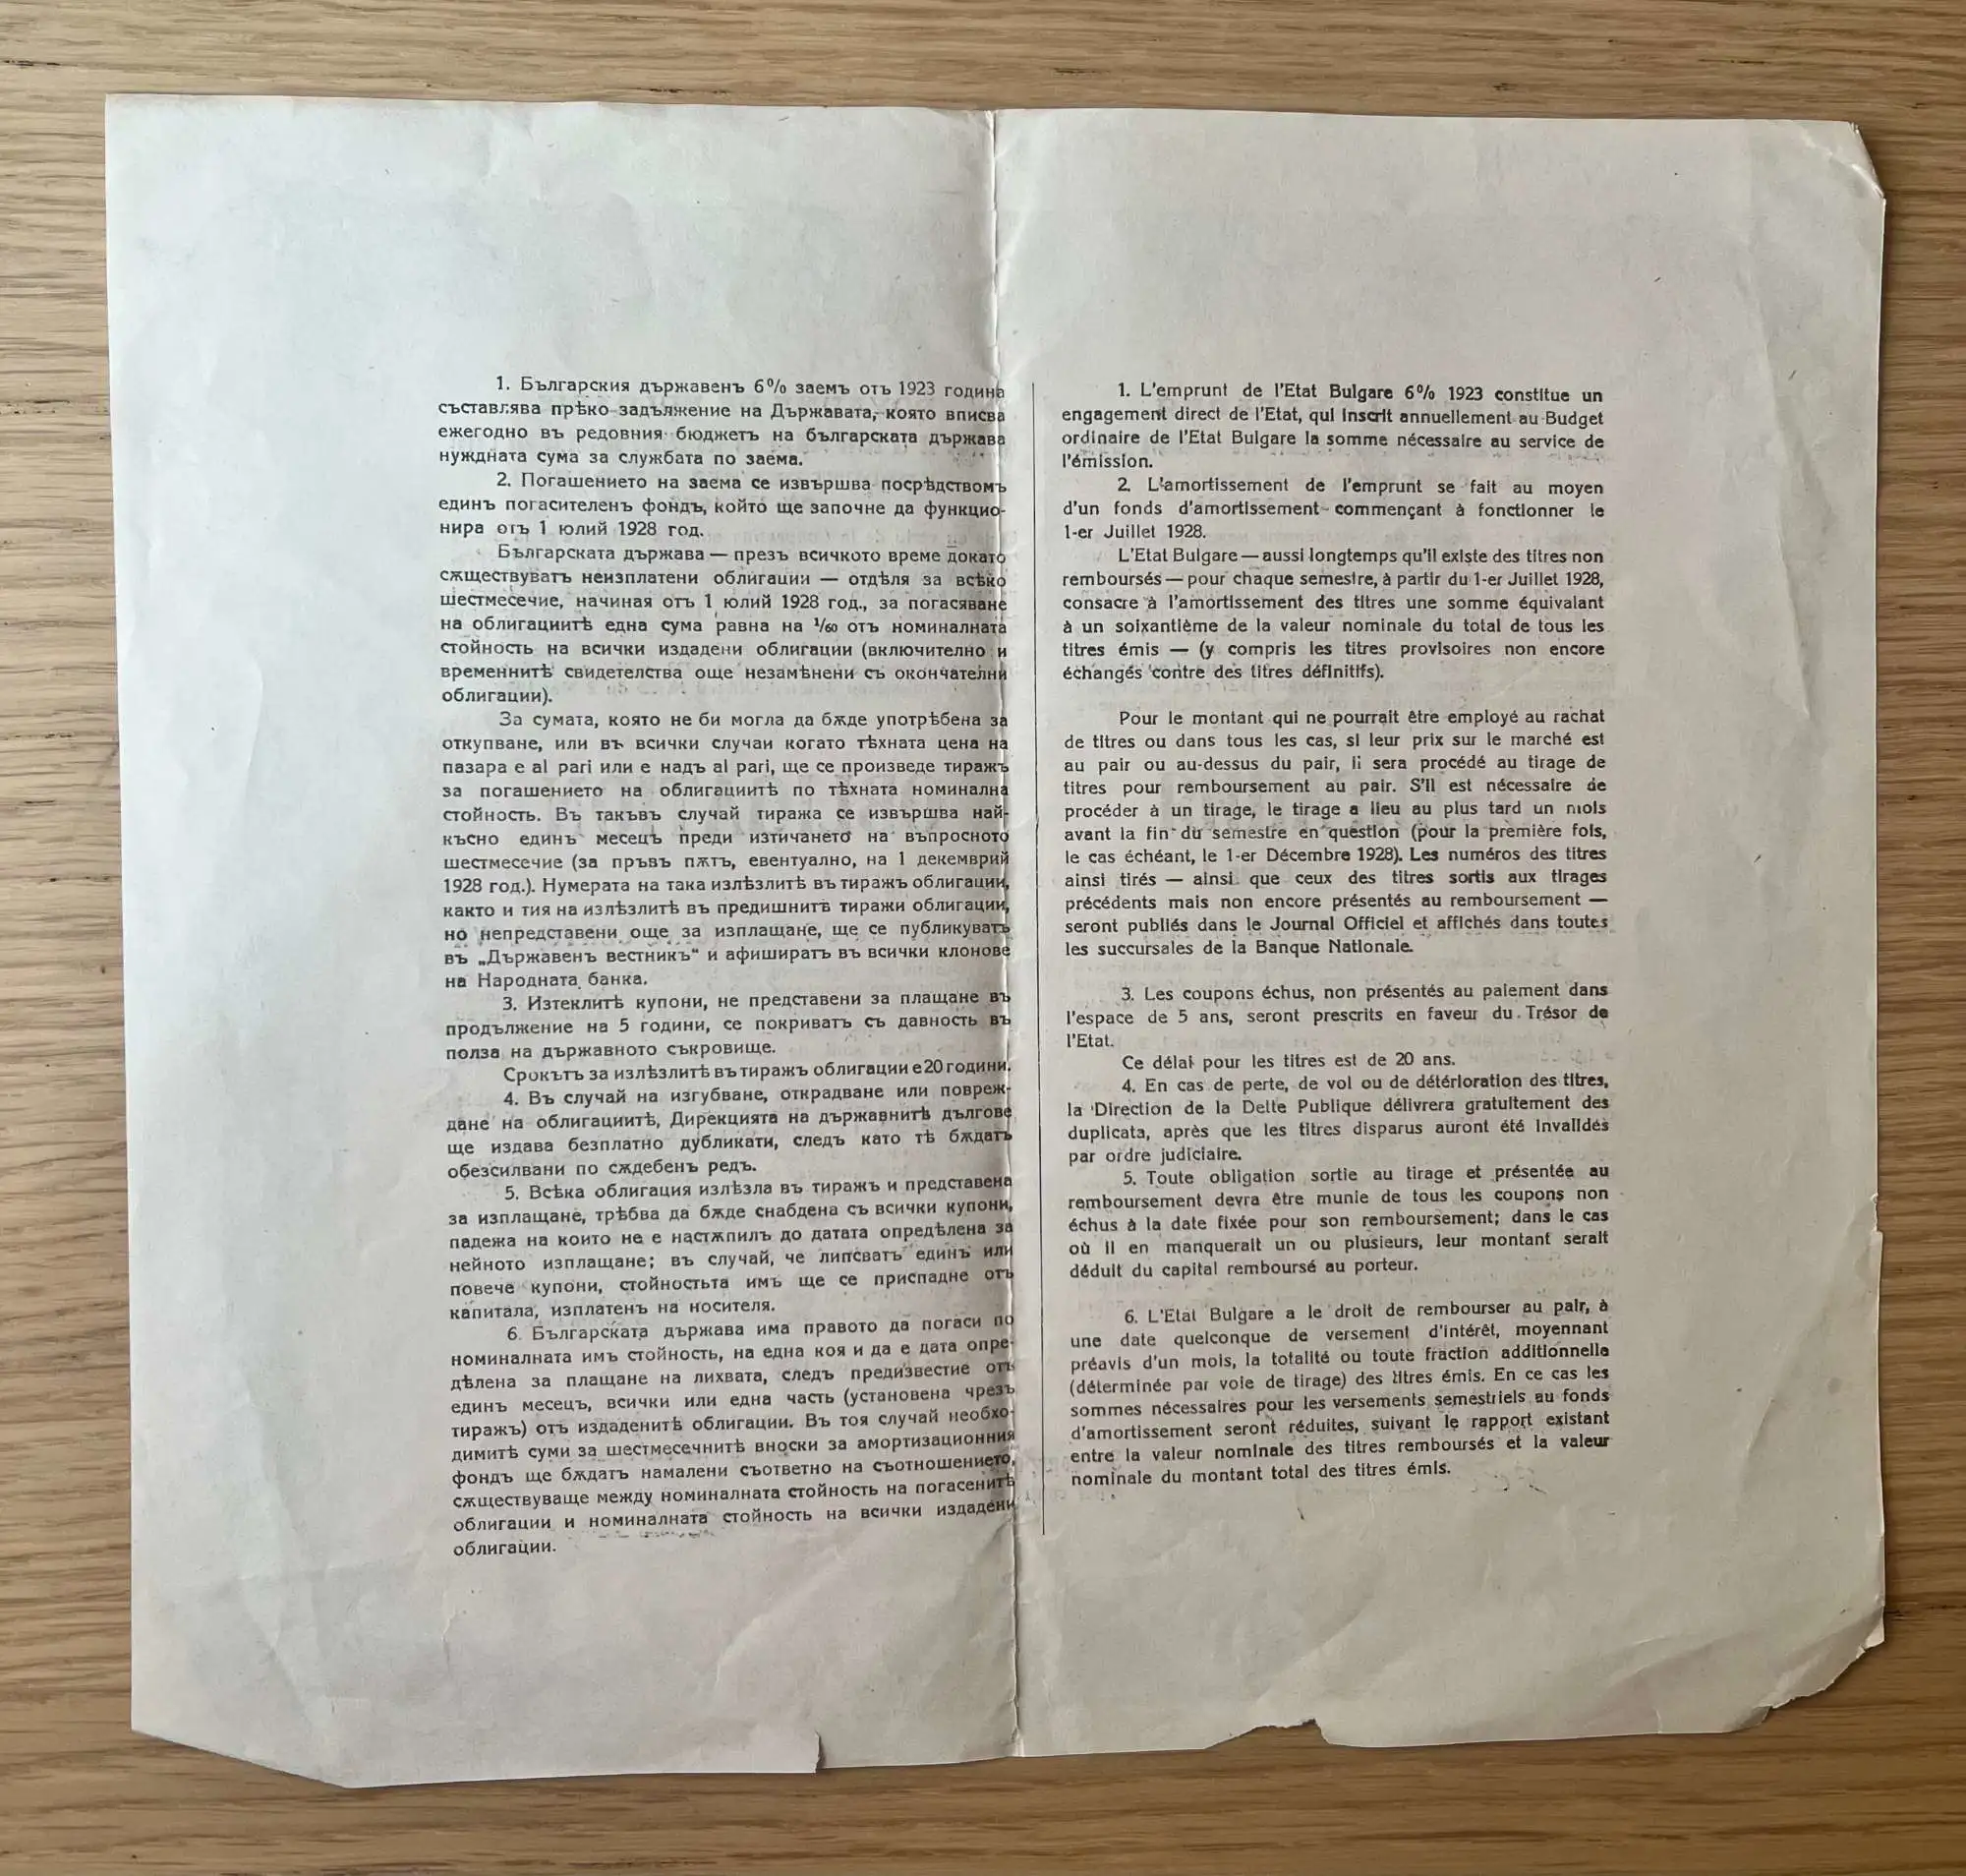 1. Българския държавенъ 6% заемъ отъ 1923 година
съставлява прѣко задължение на Държавата, която вписва
ежегодно въ редовния бюджетъ на българската държава
нуждната сума за службата по заема.
2. Погашението на заема се извършва посрѣдствомъ
единъ погасителенъ фондъ, който ще започне да функцио-
нира отъ 1 юлий 1928 год.
Българската държава — презъ всичкото време докато
сѫществуватъ неизплатени облигации — отдѣля за всѣко
шестмесечие, начиная отъ 1 юлий 1928 год., за погасяване
на облигациитѣ една сума равна на 1/60 отъ номиналната
стойность на всички издадени облигации (включително и
временнитѣ свидетелства още незамѣнени съ окончателни
облигации).
За сумата, която не би могла да бѫде употрѣбена за
откупване, или въ всички случаи когато тѣхната цена на
пазара е al pari или е надъ al pari, ще се произведе тиражъ
за погашението на облигациитѣ по тѣхната номинална
стойность. Въ такъвъ случай тиража се извършва най-
късно единъ месецъ преди изтичането на въпросното
шестмесечие (за пръвъ пѫтъ, евентуално, на 1 декемврий
1928 год.). Нумерата на така излѣзлитѣ въ тиражъ облигации,
както и тия на излѣзлитѣ въ предишнитѣ тиражи облигации,
но непредставени още за изплащане, ще се публикуватъ
въ „Държавенъ вестникъ“ и афиширатъ въ всички клонове
на Народната банка.
3. Изтеклитѣ купони, не представени за плащане въ
продължение на 5 години, се покриватъ съ давность въ
полза на държавното съкровище.
Срокътъ за излѣзлитѣ въ тиражъ облигации е 20 години.
4. Въ случай на изгубване, открадване или повреж-
дане на облигациитѣ, Дирекцията на държавнитѣ дългове
ще издава безплатно дубликати, следъ като тѣ бѫдатъ
обезсилвани по сѫдебенъ редъ.
5. Всѣка облигация излѣзла въ тиражъ и представена
за изплащане, трѣбва да бѫде снабдена съ всички купони,
падежа на които не е настѫпилъ до датата опредѣлена за
нейното изплащане; въ случай, че липсватъ единъ или
повече купони, стойностьта имъ ще се приспадне отъ
капитала, изплатенъ на носителя.
6. Българската държава има правото да погаси по
номиналната имъ стойность, на една коя и да е дата опре-
дѣлена за плащане на лихвата, следъ предизвестие отъ
единъ месецъ, всички или една часть (установена чрезъ
тиражъ) отъ издаденитѣ облигации. Въ тоя случай необхо-
димитѣ суми за шестмесечнитѣ вноски за амортизационния
фондъ ще бѫдатъ намалени съответно на съотношението,
сѫществуваще между номиналната стойность на погасенитѣ
облигации и номиналната стойность на всички издадени
облигации.
1. L'emprunt de l'Etat Bulgare 6% 1923 constitue un
engagement direct de l'Etat, qui inscrit annuellement au Budget
ordinaire de l'Etat Bulgare la somme nécessaire au service de
l'émission.
2. L'amortissement de l'emprunt se fait au moyen
d'un fonds d'amortissement commençant à fonctionner le
1-er Juillet 1928.
L'Etat Bulgare — aussi longtemps qu'il existe des titres non
remboursés — pour chaque semestre, à partir du 1-er Juillet 1928,
consacre à l'amortissement des titres une somme équivalant
à un soixantième de la valeur nominale du total de tous les
titres émis — (y compris les titres provisoires non encore
échangés contre des titres définitifs).
Pour le montant qui ne pourrait être employé au rachat
de titres ou dans tous les cas, si leur prix sur le marché est
au pair ou au-dessus du pair, il sera procédé au tirage de
titres pour remboursement au pair. S'il est nécessaire de
procéder à un tirage, le tirage a lieu au plus tard un mois
avant la fin du semestre en question (pour la première fois,
le cas échéant, le 1-er Décembre 1928). Les numéros des titres
ainsi tirés — ainsi que ceux des titres sortis aux tirages
précédents mais non encore présentés au remboursement —
seront publiés dans le Journal Officiel et affichés dans toutes
les succursales de la Banque Nationale.
3. Les coupons échus, non présentés au paiement dans
l'espace de 5 ans, seront prescrits en faveur du Trésor de
l'Etat.
Ce délai pour les titres est de 20 ans.
4. En cas de perte, de vol ou de détérioration des titres,
la Direction de la Dette Publique délivrera gratuitement des
duplicata, après que les titres disparus auront été invalidés
par ordre judiciaire.
5. Toute obligation sortie au tirage et présentée au
remboursement devra être munie de tous les coupons non
échus à la date fixée pour son remboursement; dans le cas
où il en manquerait un ou plusieurs, leur montant serait
déduit du capital remboursé au porteur.
6. L'Etat Bulgare a le droit de rembourser au pair, à
une date quelconque de versement d'intérêt, moyennant
préavis d'un mois, la totalité ou toute fraction additionnelle
(déterminée par voie de tirage) des titres émis. En ce cas les
sommes nécessaires pour les versements semestriels au fonds
d'amortissement seront réduites, suivant le rapport existant
entre la valeur nominale des titres remboursés et la valeur
nominale du montant total des titres émis.